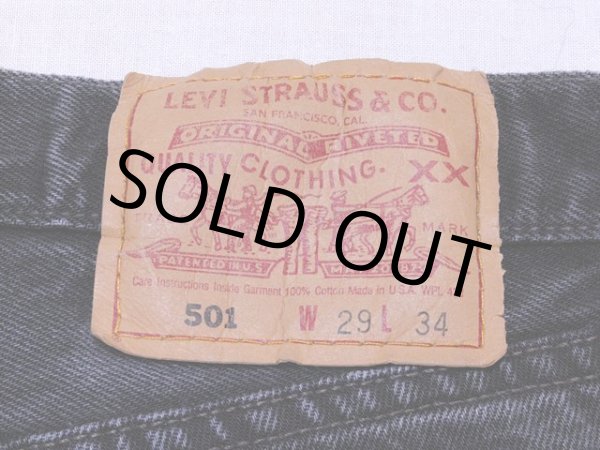 LEVI STRAUSS & CO.
SAN FRANCISCO, CAL.
ORIGINAL RIVETED
QUALITY CLOTHING. XX
SOLD OUT
MARK
PATENTED IN U.S.
Care Instructions Inside Garment 100% Cotton Made in U.S.A. WPL
501 W 29 L 34